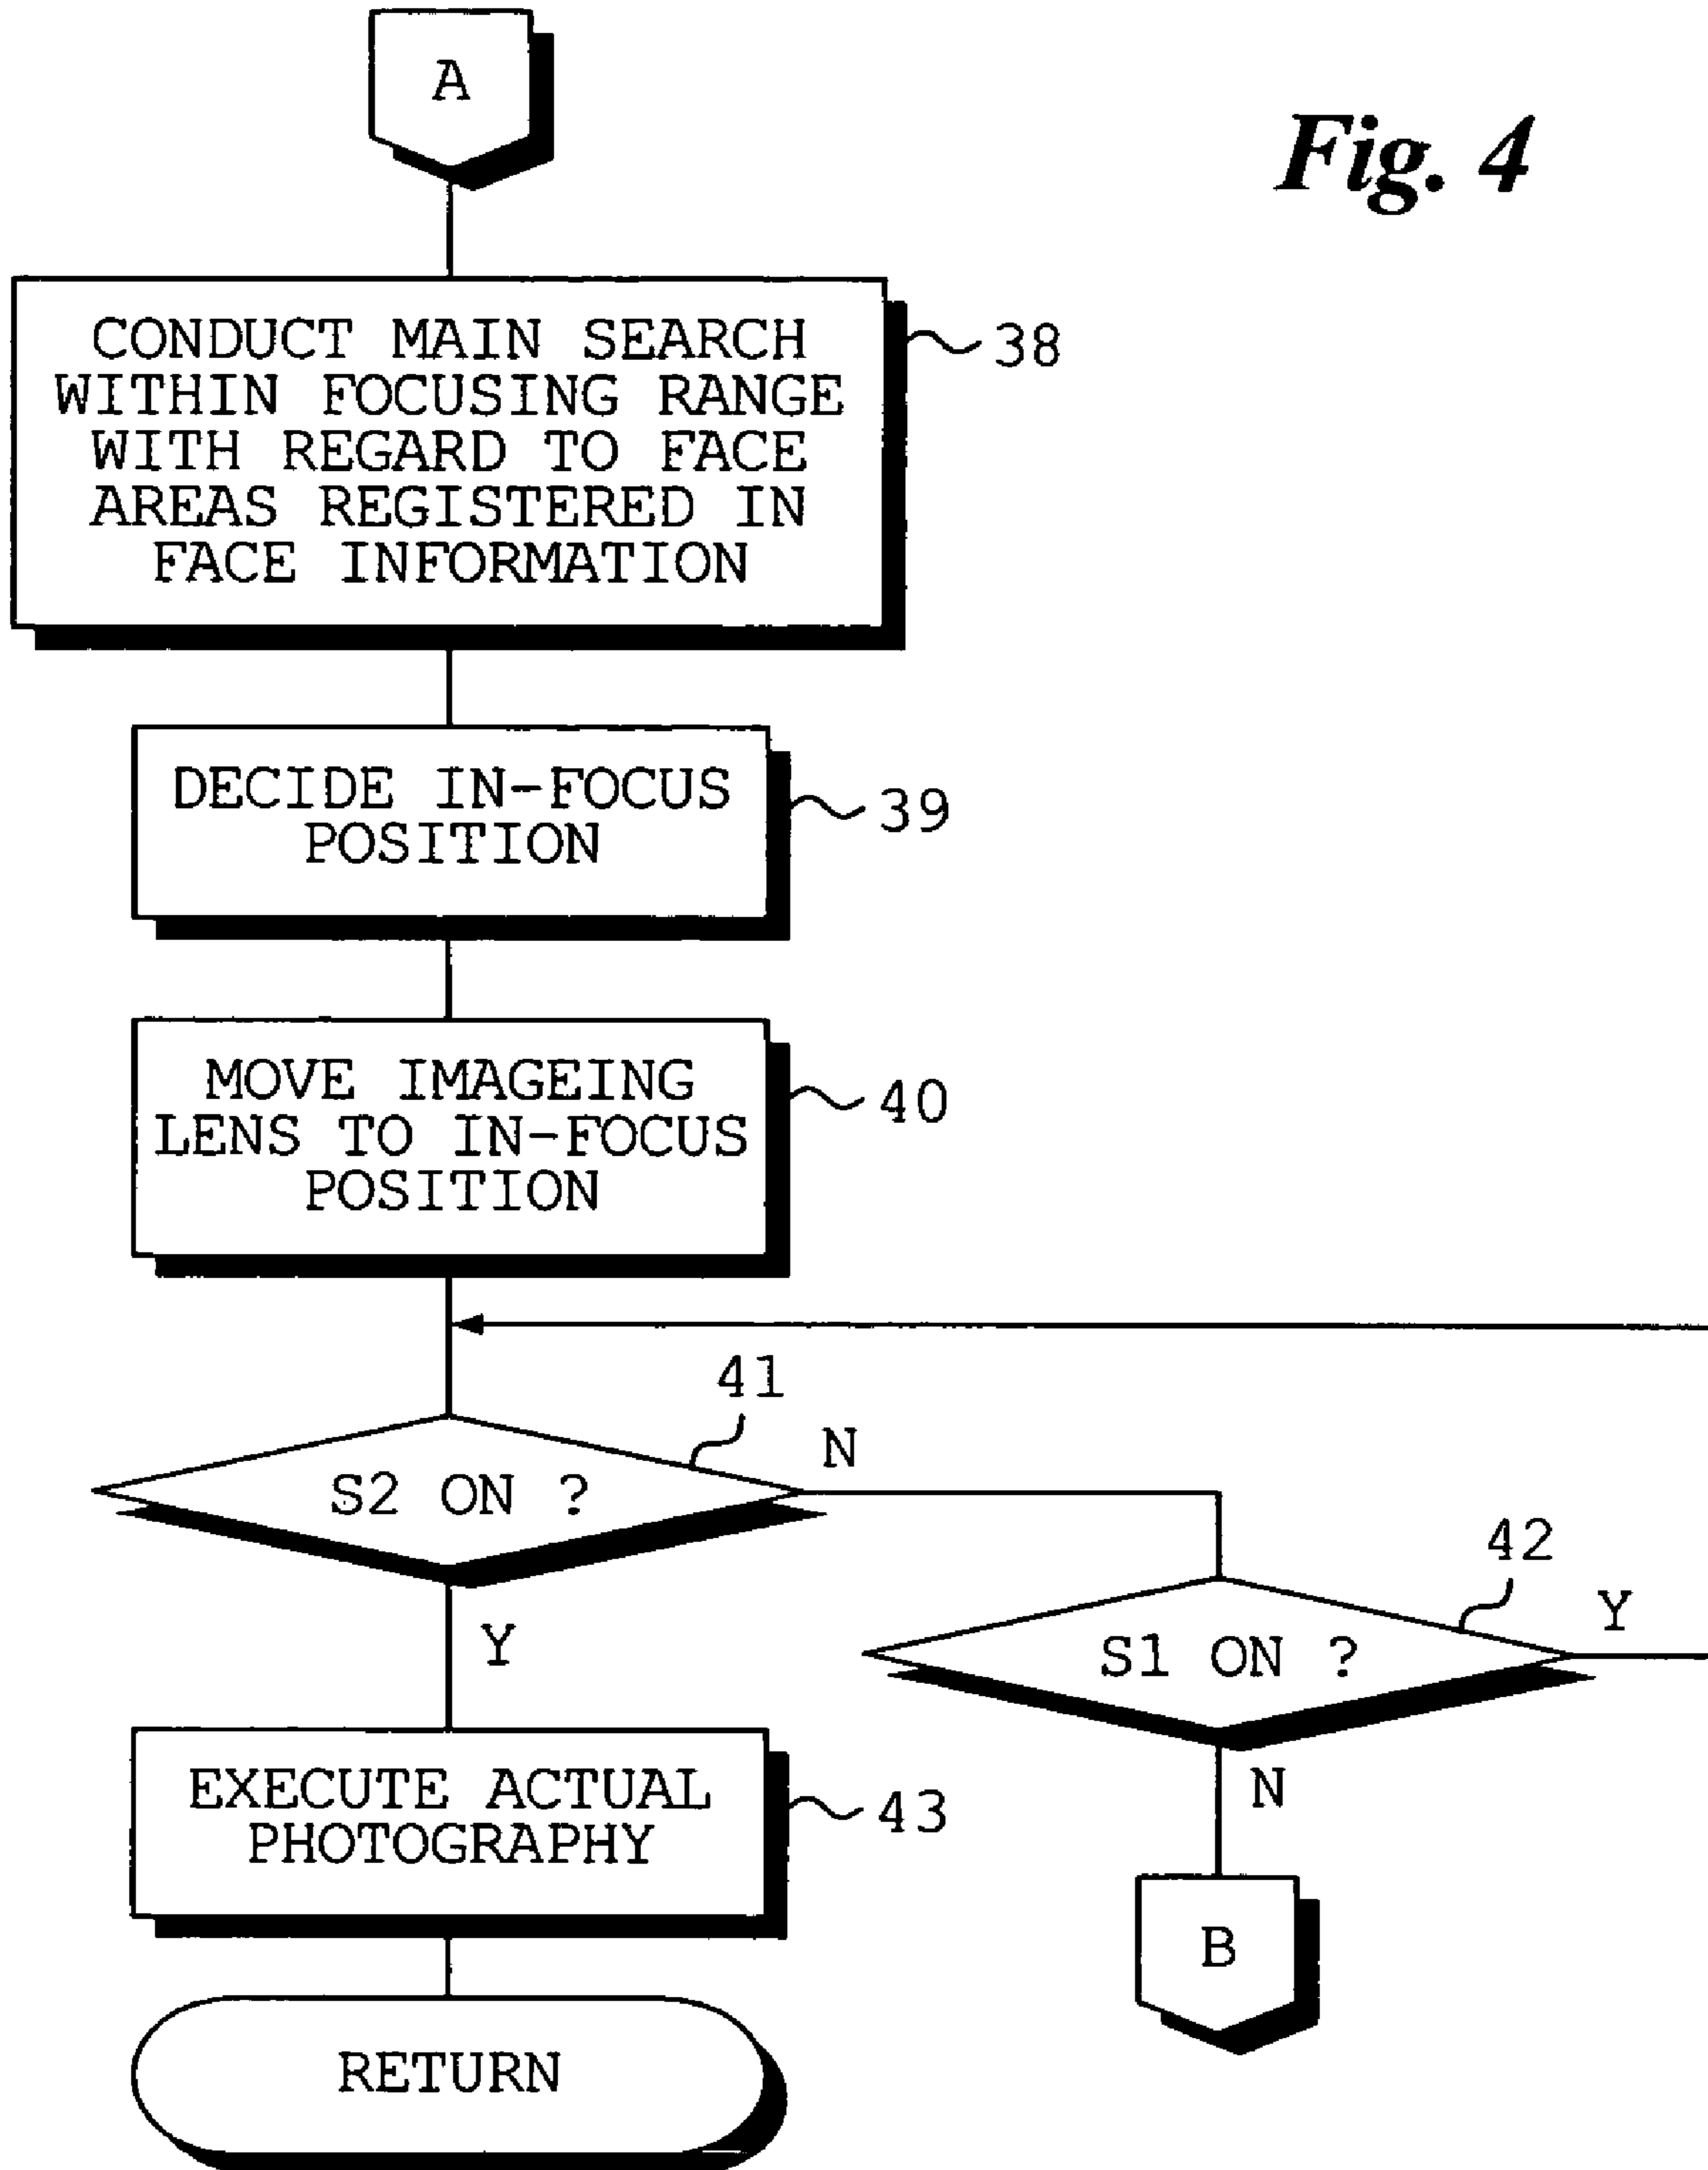 A
Fig. 4
CONDUCT MAIN SEARCH
WITHIN FOCUSING RANGE
WITH REGARD TO FACE
AREAS REGISTERED IN
FACE INFORMATION
38
DECIDE IN-FOCUS
POSITION
39
MOVE IMAGEING
LENS TO IN-FOCUS
POSITION
40
41
N
S2 ON ?
42
Y
Y
S1 ON ?
EXECUTE ACTUAL
PHOTOGRAPHY
43
N
B
RETURN